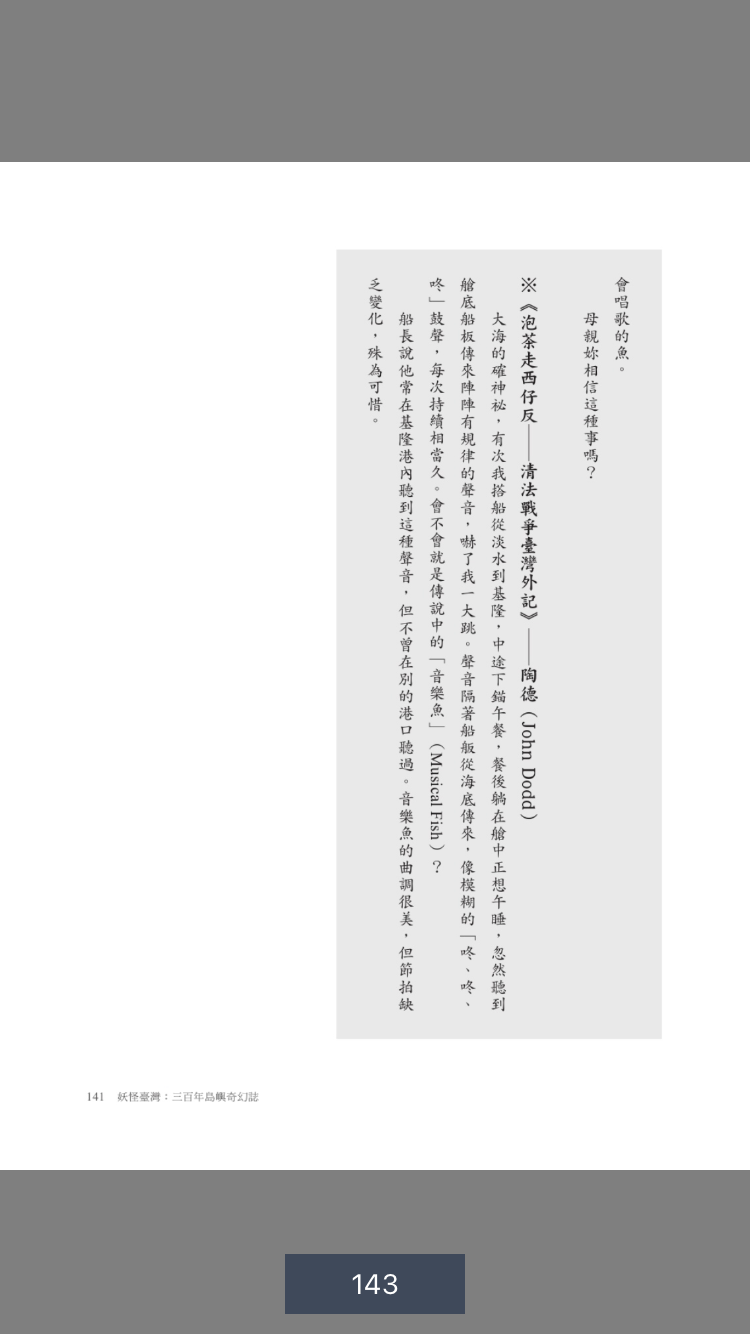 會唱歌的魚。
母親妳相信這種事嗎？
※《泡茶走西仔反——清法戰爭臺灣外記》——陶德（John Dodd）
大海的確神祕，有次我搭船從淡水到基隆，中途下錨午餐，餐後躺在艙中正想午睡，忽然聽到
艙底船板傳來陣陣有規律的聲音，嚇了我一大跳。聲音隔著船舨從海底傳來，像模糊的「咚、咚、
咚」鼓聲，每次持續相當久。會不會就是傳說中的「音樂魚」（Musical Fish）？
船長說他常在基隆港內聽到這種聲音，但不曾在別的港口聽過。音樂魚的曲調很美，但節拍缺
乏變化，殊為可惜。
141 妖怪臺灣：三百年島嶼奇幻誌
143